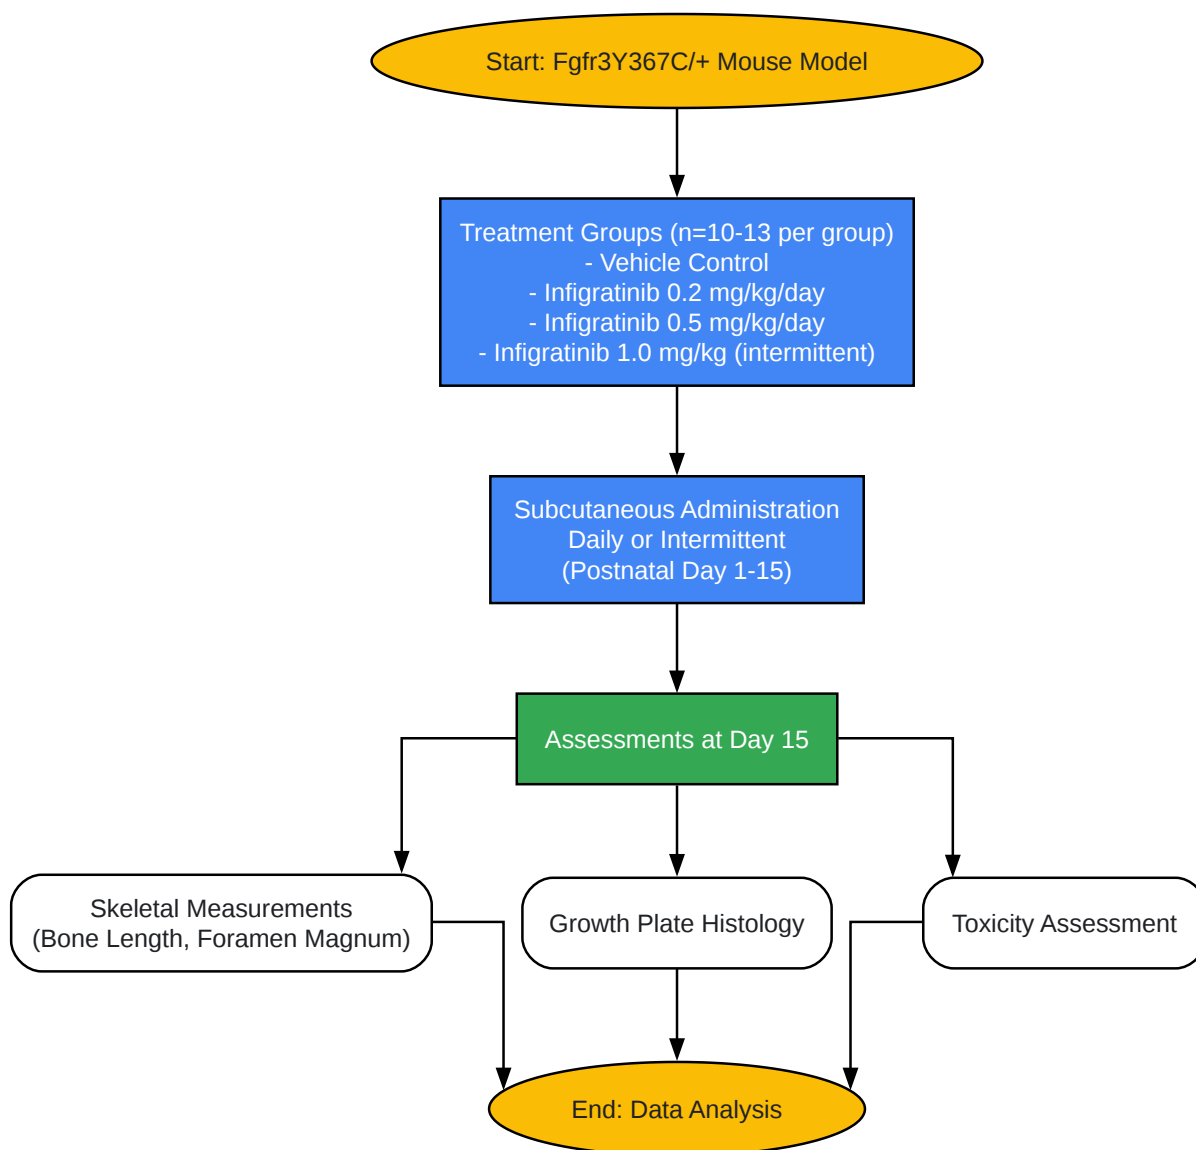 Start: Fgfr3Y367C/+ Mouse Model
Treatment Groups (n=10-13 per group)
- Vehicle Control
- Infigratinib 0.2 mg/kg/day
- Infigratinib 0.5 mg/kg/day
- Infigratinib 1.0 mg/kg (intermittent)
Subcutaneous Administration
Daily or Intermittent
(Postnatal Day 1-15)
Assessments at Day 15
Skeletal Measurements
(Bone Length, Foramen Magnum)
Growth Plate Histology
Toxicity Assessment
End: Data Analysis